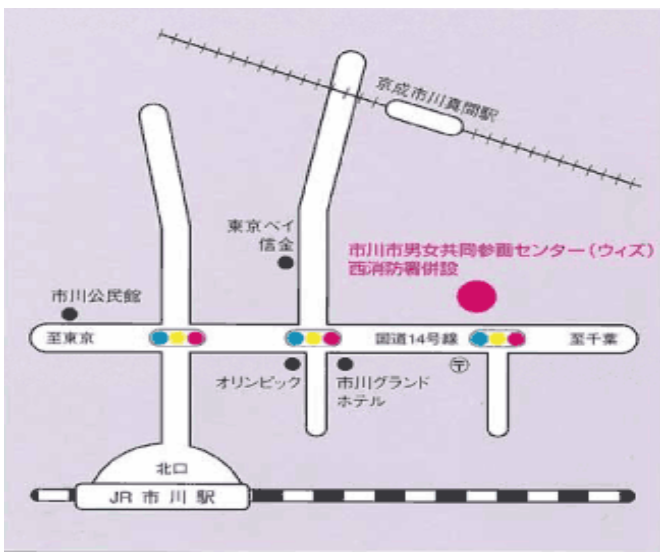 京成市川真間駅
東京ベイ
信金
市川市男女共同参画センター(ウィズ)
西消防署併設
市川公民館
至東京
国道14号線
至千葉
オリンピック
市川グランド
ホテル
〒
北口
JR市川駅